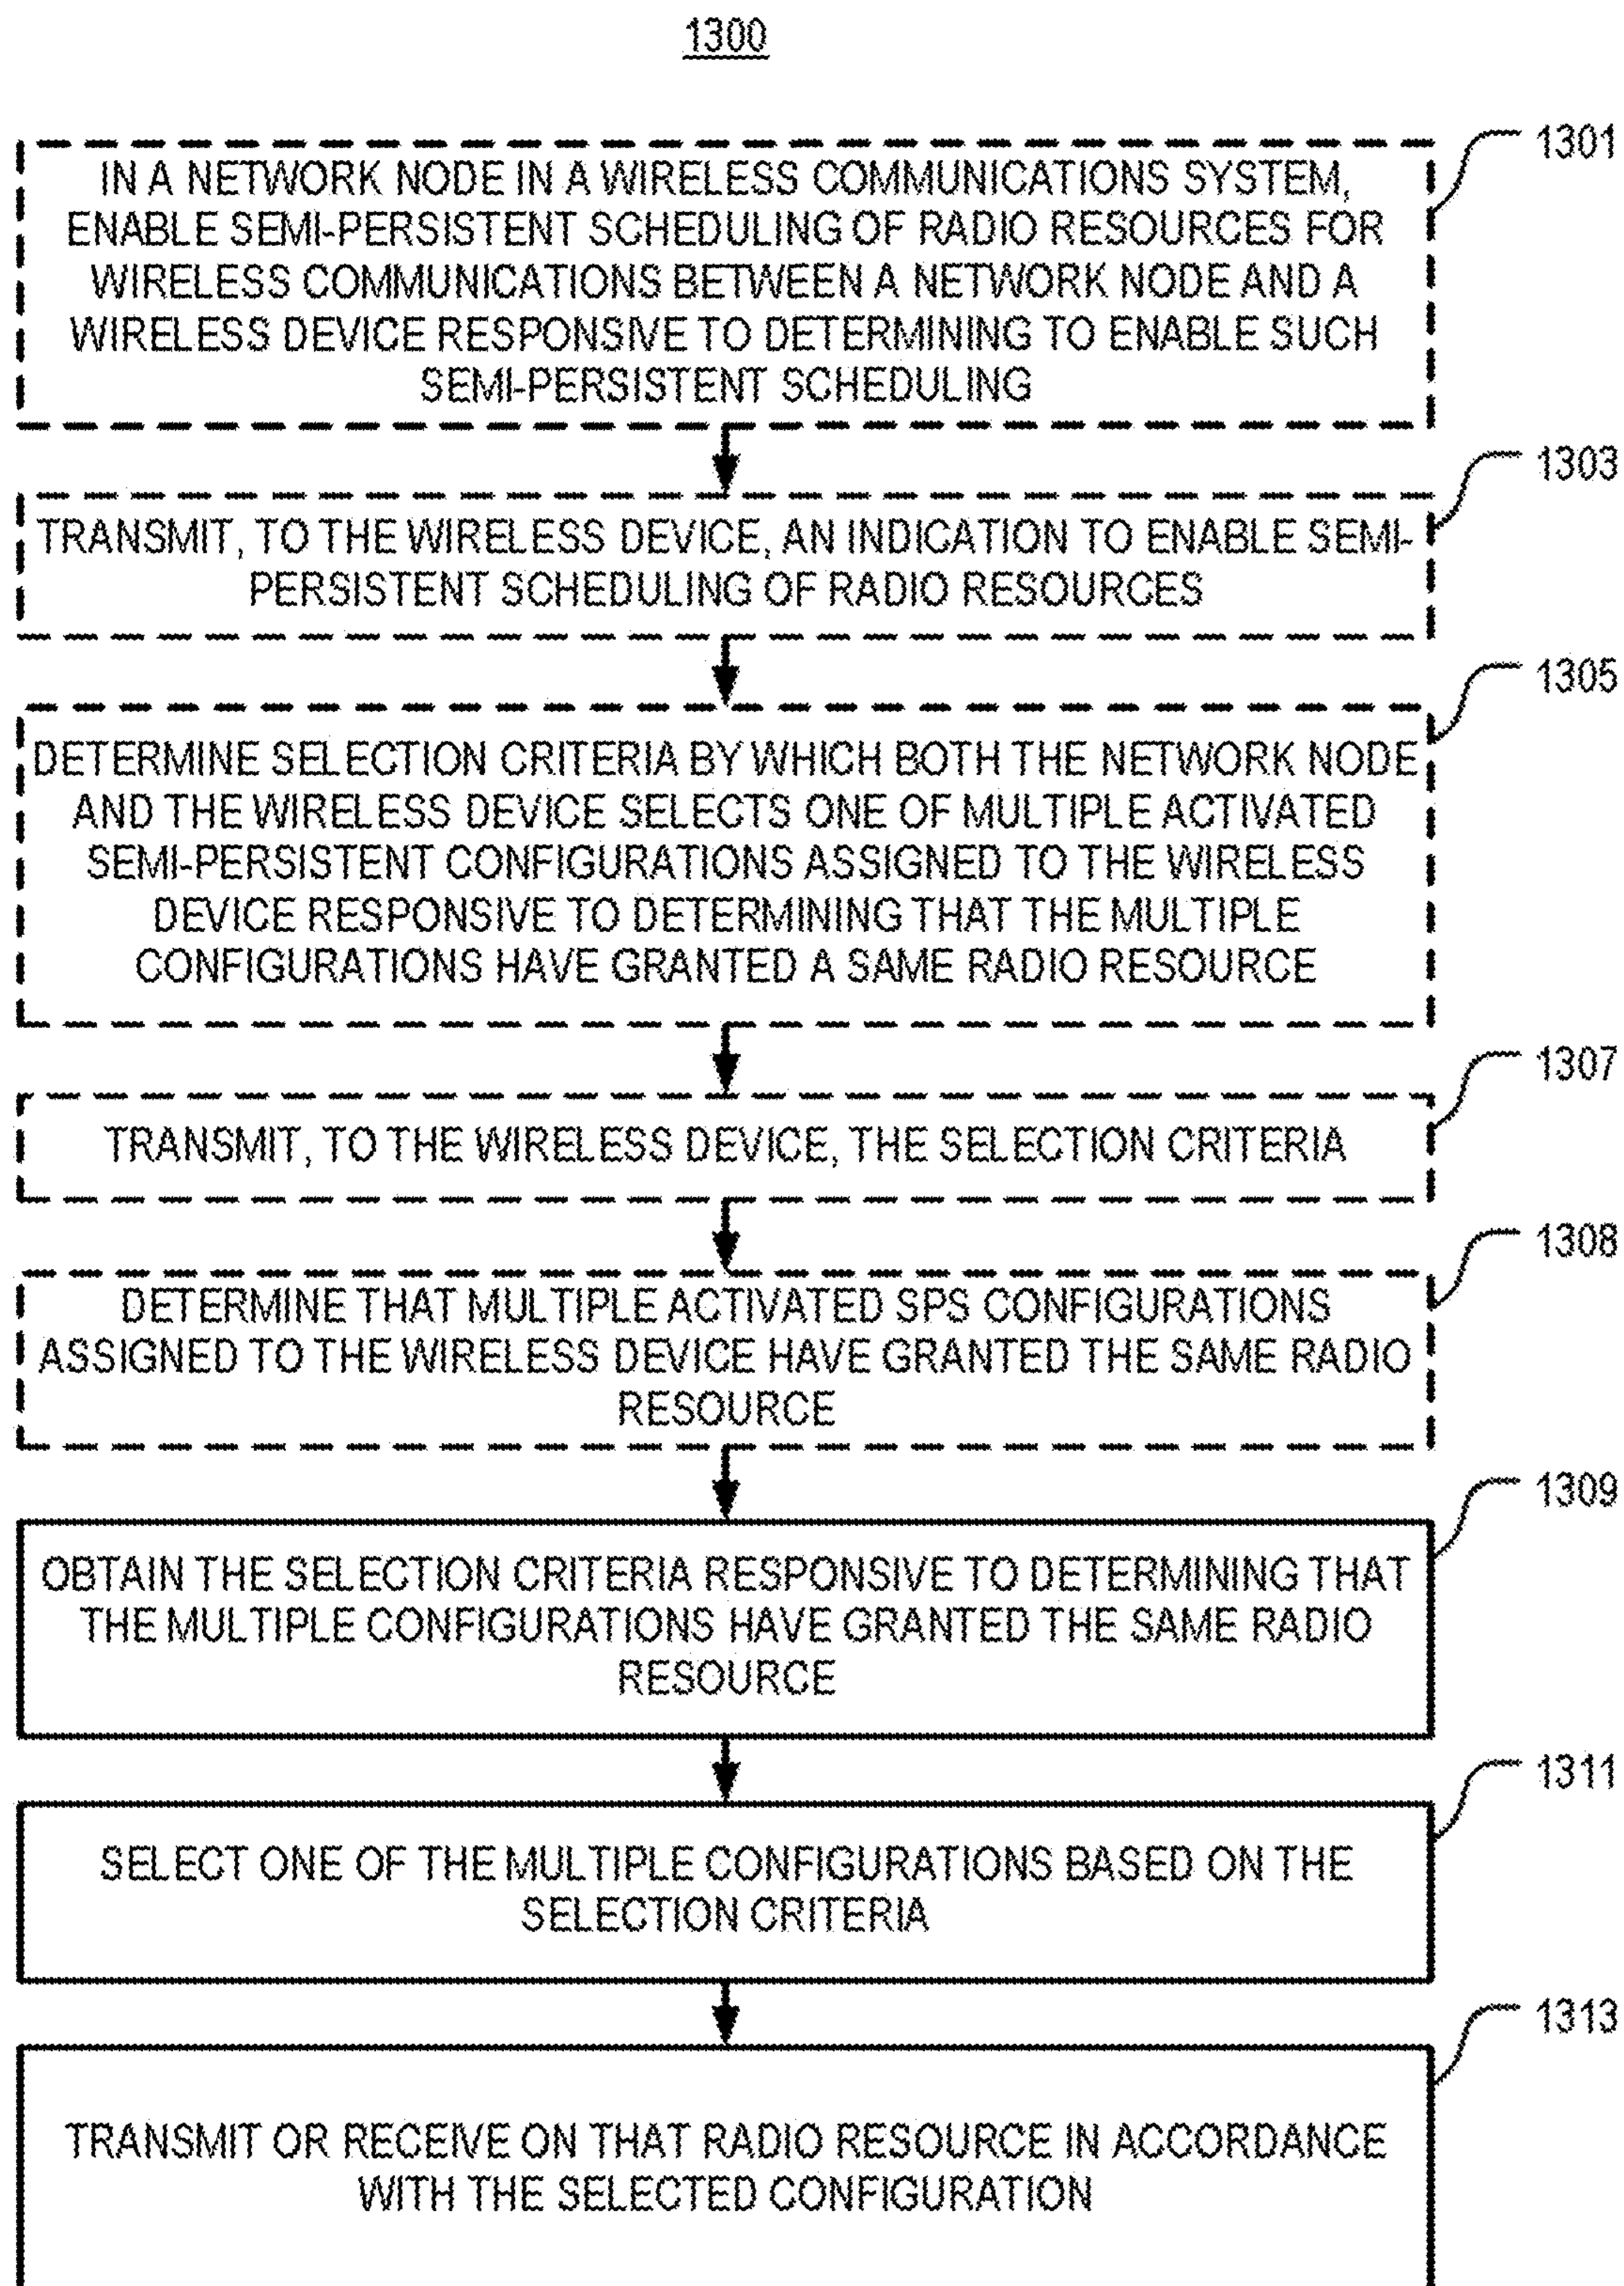 1300
1301
IN A NETWORK NODE IN A WIRELESS COMMUNICATIONS SYSTEM,
ENABLE SEMI-PERSISTENT SCHEDULING OF RADIO RESOURCES FOR
WIRELESS COMMUNICATIONS BETWEEN A NETWORK NODE AND A
WIRELESS DEVICE RESPONSIVE TO DETERMINING TO ENABLE SUCH
SEMI-PERSISTENT SCHEDULING
1303
TRANSMIT, TO THE WIRELESS DEVICE, AN INDICATION TO ENABLE SEMI-
PERSISTENT SCHEDULING OF RADIO RESOURCES
1305
DETERMINE SELECTION CRITERIA BY WHICH BOTH THE NETWORK NODE
AND THE WIRELESS DEVICE SELECTS ONE OF MULTIPLE ACTIVATED
SEMI-PERSISTENT CONFIGURATIONS ASSIGNED TO THE WIRELESS
DEVICE RESPONSIVE TO DETERMINING THAT THE MULTIPLE
CONFIGURATIONS HAVE GRANTED A SAME RADIO RESOURCE
1307
TRANSMIT, TO THE WIRELESS DEVICE, THE SELECTION CRITERIA
1308
DETERMINE THAT MULTIPLE ACTIVATED SPS CONFIGURATIONS
ASSIGNED TO THE WIRELESS DEVICE HAVE GRANTED THE SAME RADIO
RESOURCE
1309
OBTAIN THE SELECTION CRITERIA RESPONSIVE TO DETERMINING THAT
THE MULTIPLE CONFIGURATIONS HAVE GRANTED THE SAME RADIO
RESOURCE
1311
SELECT ONE OF THE MULTIPLE CONFIGURATIONS BASED ON THE
SELECTION CRITERIA
1313
TRANSMIT OR RECEIVE ON THAT RADIO RESOURCE IN ACCORDANCE
WITH THE SELECTED CONFIGURATION